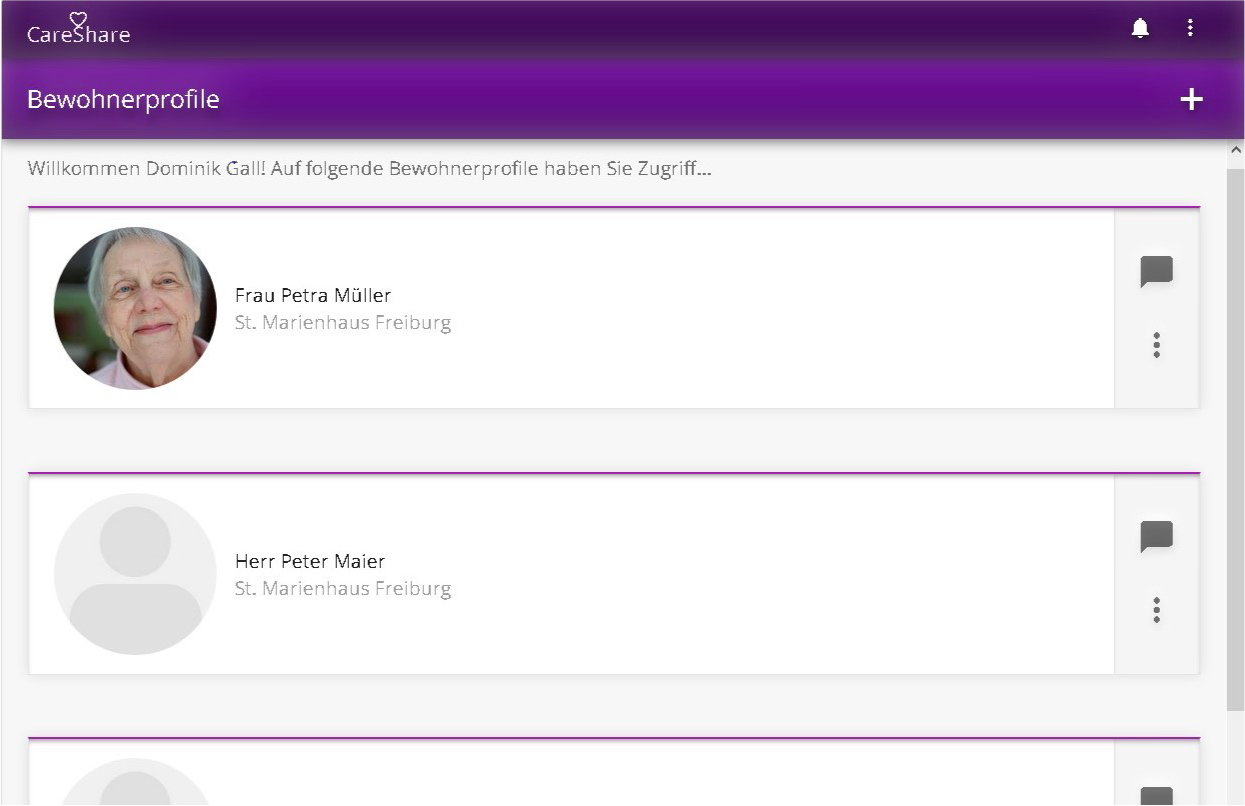 CareShare
Bewohnerprofile
Willkommen Dominik Gall! Auf folgende Bewohnerprofile haben Sie Zugriff...
Frau Petra Müller
St. Marienhaus Freiburg
Herr Peter Maier
St. Marienhaus Freiburg